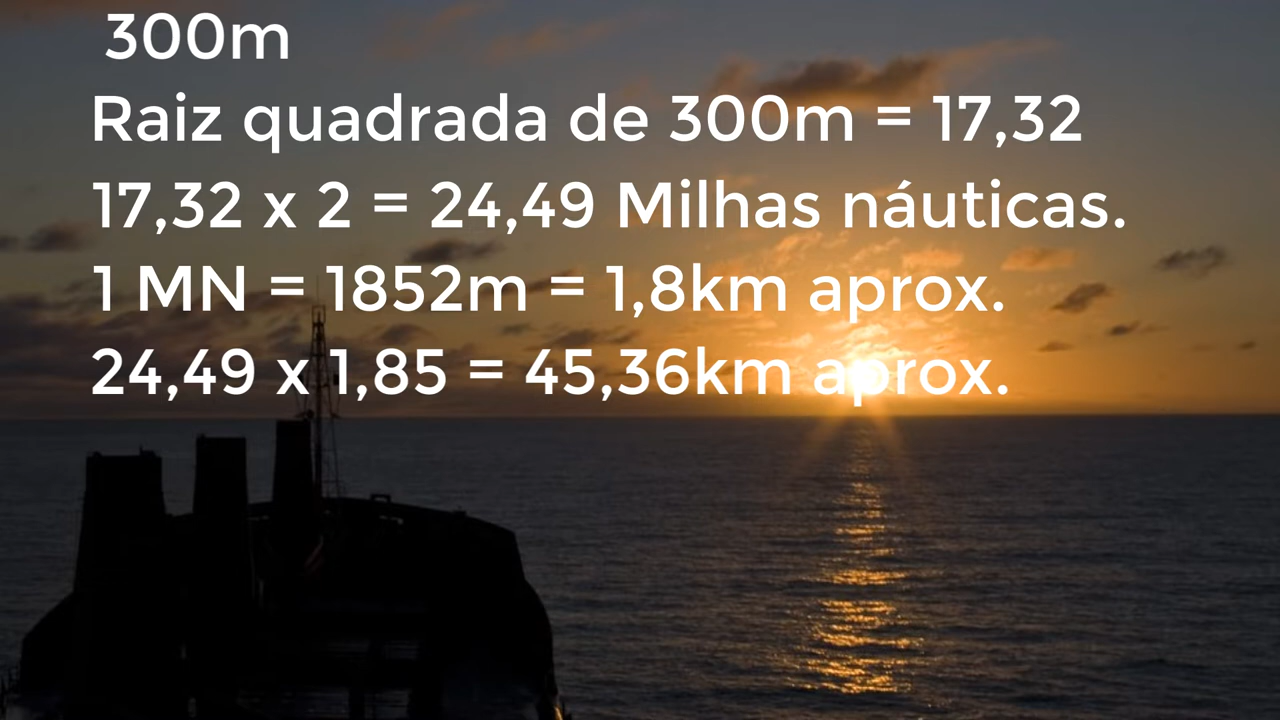 300m
Raiz quadrada de 300m = 17,32
17,32 x 2 = 24,49 Milhas náuticas.
1 MN = 1852m = 1,8km aprox.
24,49 x 1,85 = 45,36km aprox.